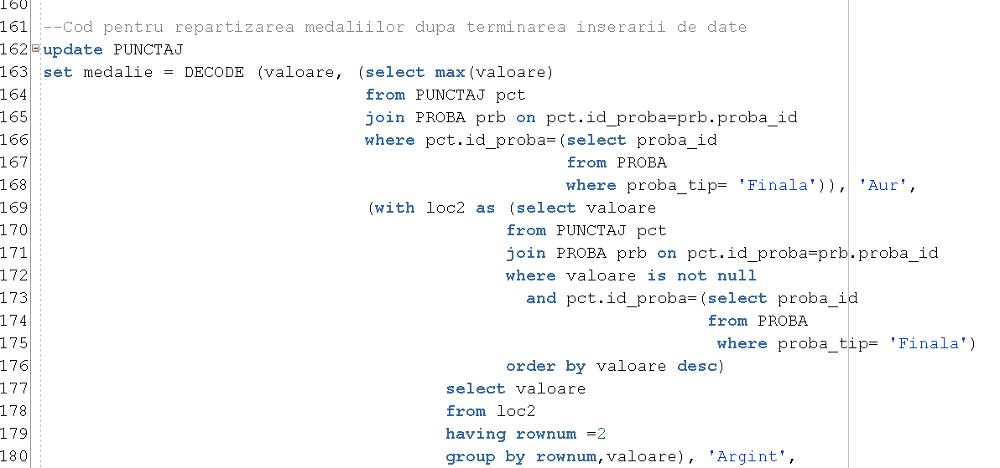 160
161 --Cod pentru repartizarea medaliilor dupa terminarea inserarii de date
162 update PUNCTAJ
163 set medalie = DECODE (valoare, (select max(valoare)
164 from PUNCTAJ pct
165 join PROBA prb on pct.id_proba=prb.proba_id
166 where pct.id_proba=(select proba_id
167 from PROBA
168 where proba_tip= 'Finala')), 'Aur',
169 (with loc2 as (select valoare
170 from PUNCTAJ pct
171 join PROBA prb on pct.id_proba=prb.proba_id
172 where valoare is not null
173 and pct.id_proba=(select proba_id
174 from PROBA
175 where proba_tip= 'Finala')
176 order by valoare desc)
177 select valoare
178 from loc2
179 having rownum =2
180 group by rownum,valoare), 'Argint',